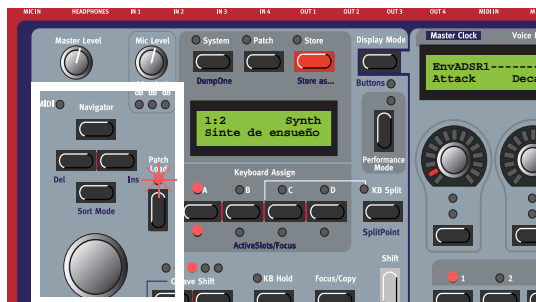 MIC IN HEADPHONES IN 1 IN 2 IN 3 IN 4 OUT 1 OUT 2 OUT 3 OUT 4 MIDI IN
Master Level
Mic Level
System
Patch
Store
Display Mode
Master Clock
DumpOne
Store as...
Buttons
EnvADSR1
Attack
dB dB dB
MIDI
Navigator
1:2 Synth
Sinte de ensueño
Performance
Mode
Patch
Load
Del
Ins
Keyboard Assign
A B C D
KB Split
Sort Mode
ActiveSlots/Focus
SplitPoint
Octave Shift
KB Hold
Focus/Copy
Shift
1 2